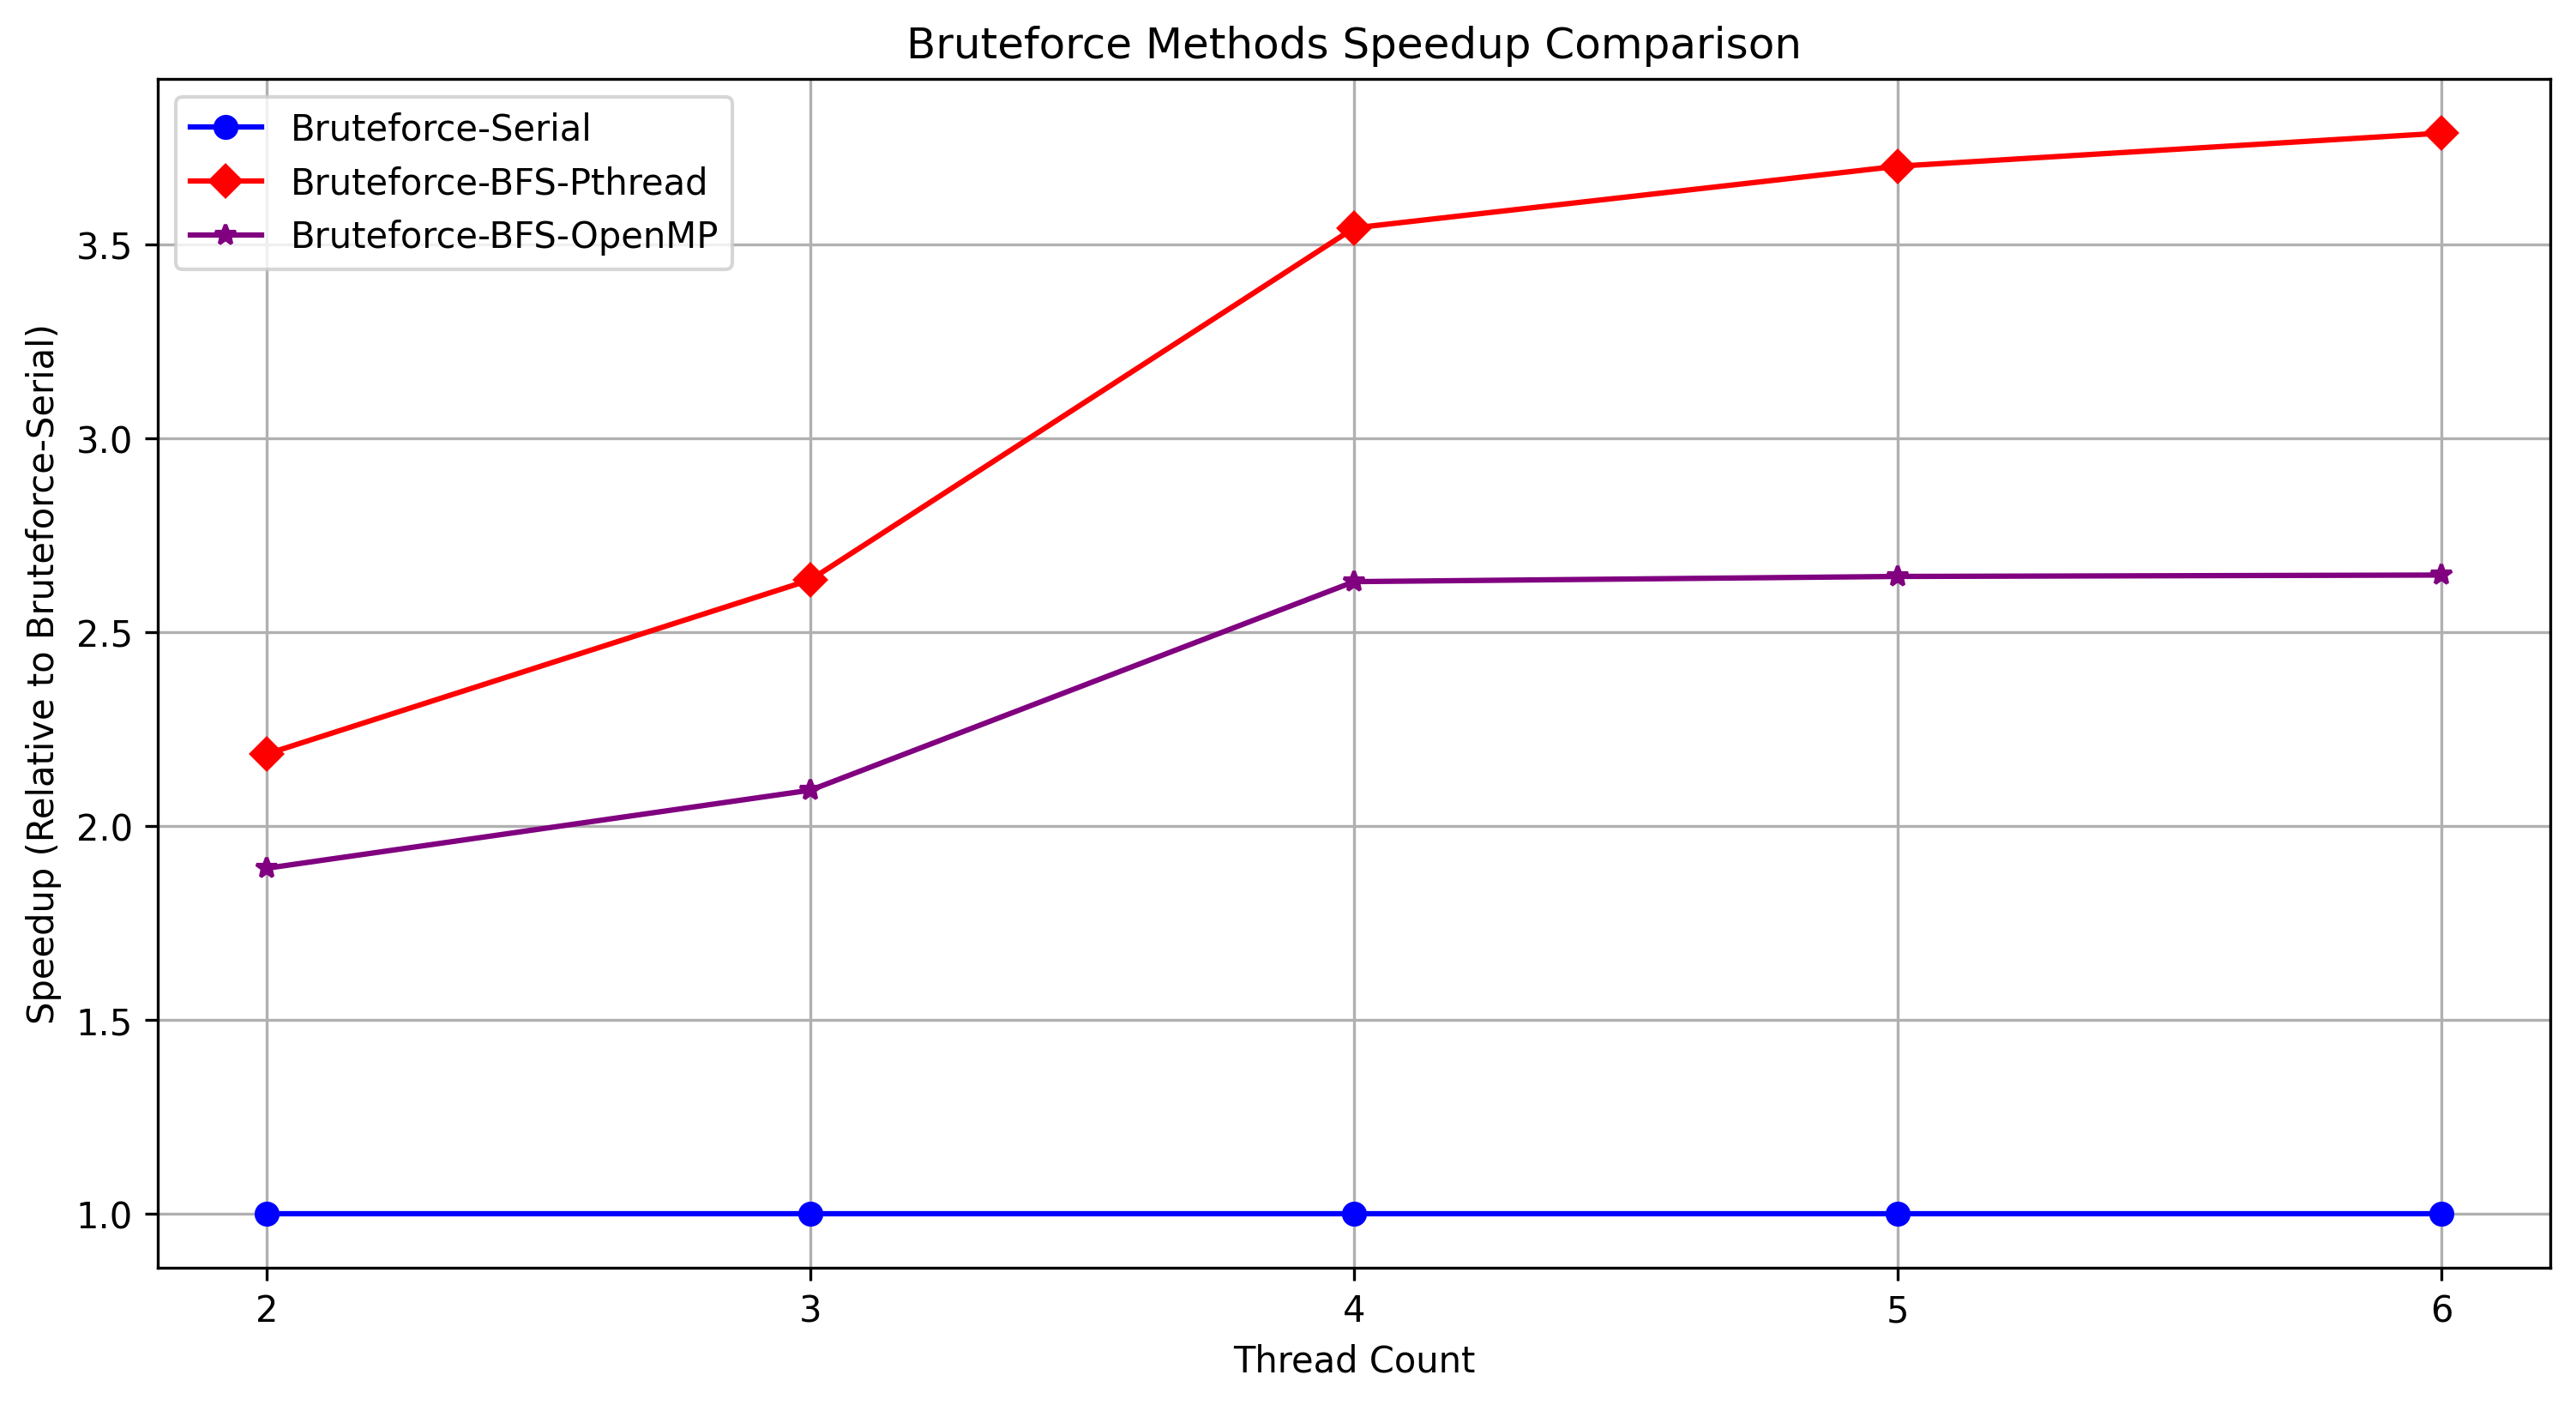 Bruteforce Methods Speedup Comparison
Bruteforce-Serial
Bruteforce-BFS-Pthread
Bruteforce-BFS-OpenMP
Speedup (Relative to Bruteforce-Serial)
3.5
3.0
2.5
2.0
1.5
1.0
2 3 4 5 6
Thread Count